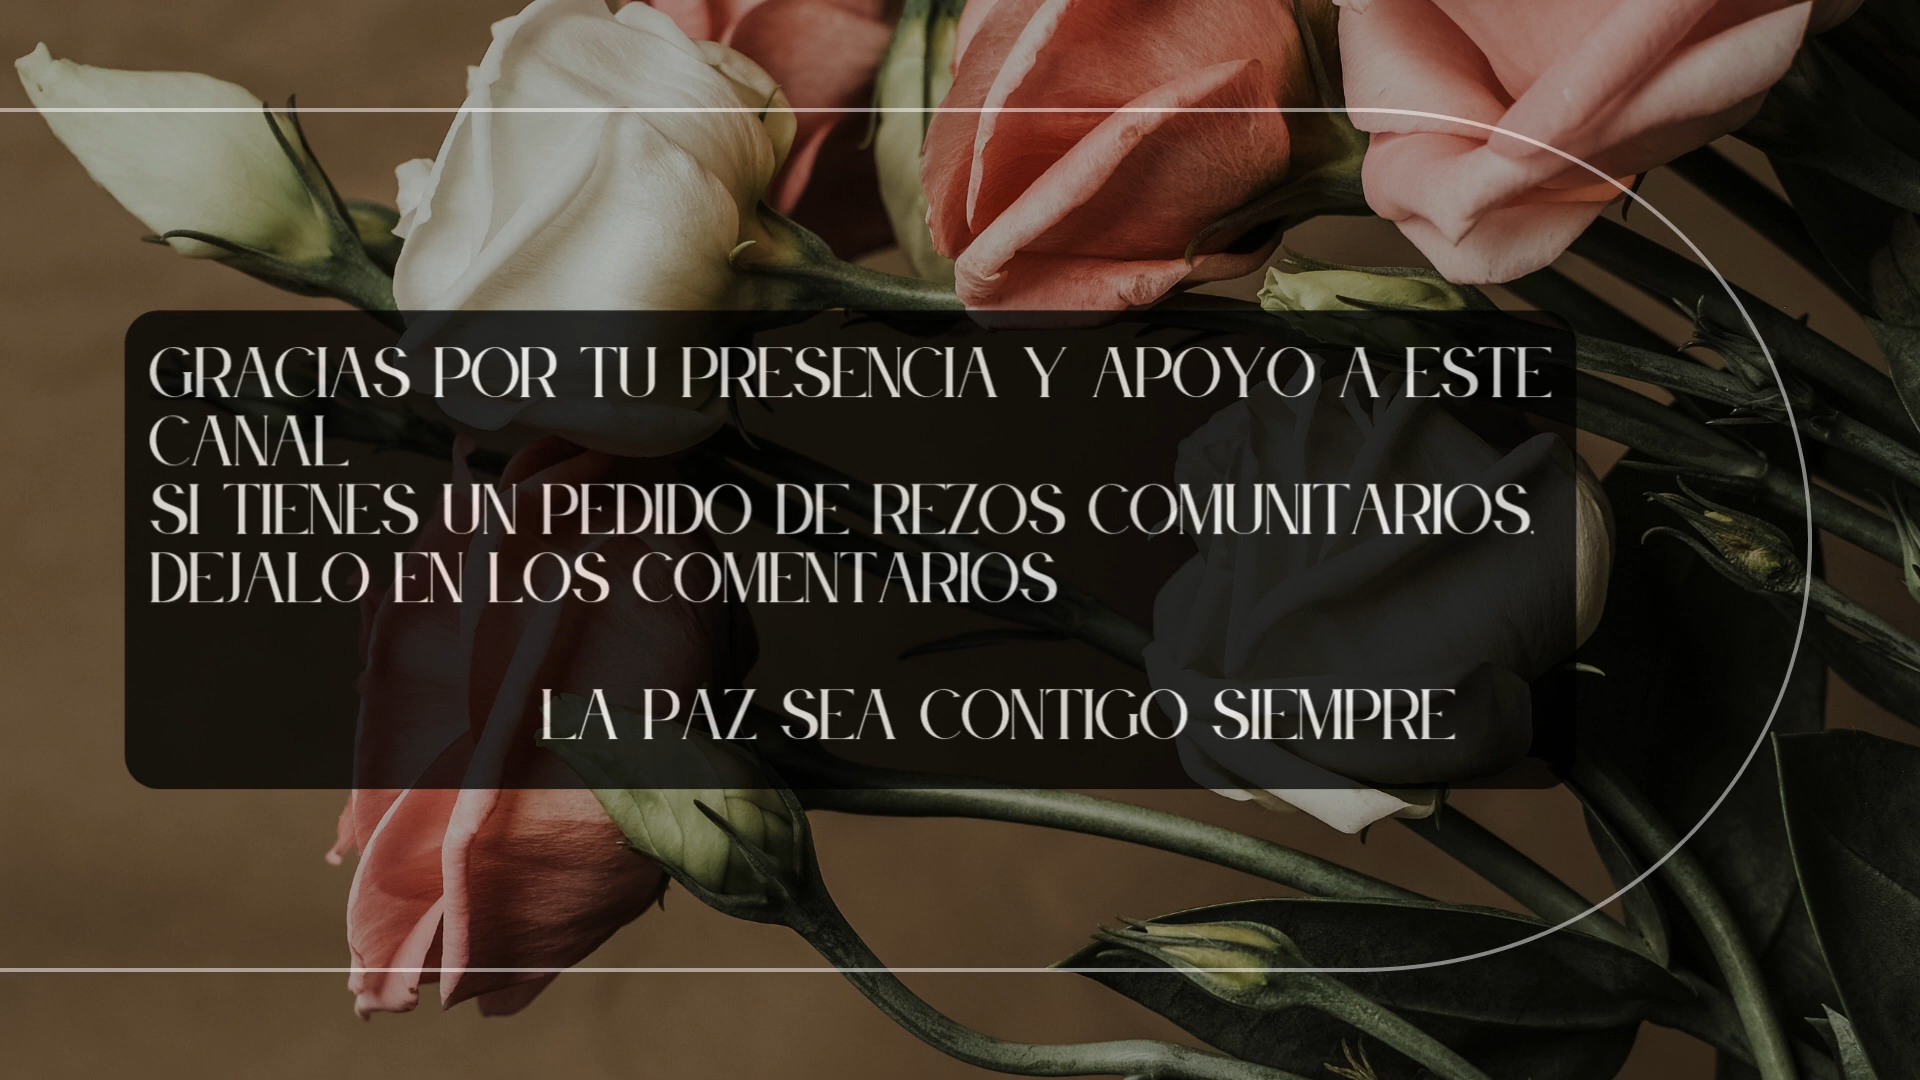 GRACIAS POR TU PRESENCIA Y APOYO A ESTE
CANAL
SI TIENES UN PEDIDO DE REZOS COMUNITARIOS,
DEJALO EN LOS COMENTARIOS
LA PAZ SEA CONTIGO SIEMPRE